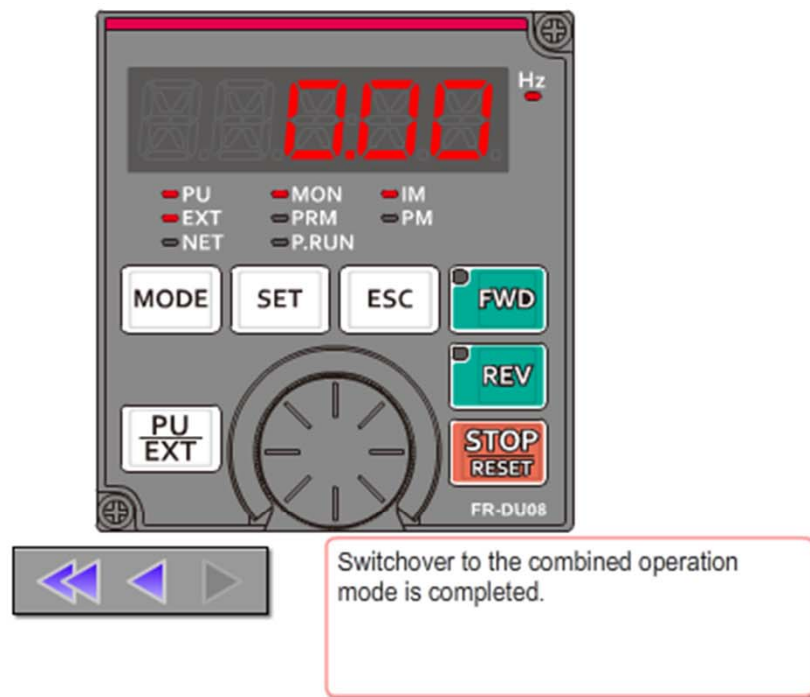 0.00
Hz
PU MON IM
EXT PRM PM
NET P.RUN
MODE SET ESC FWD
REV
PU
EXT
STOP
RESET
FR-DU08
Switchover to the combined operation
mode is completed.